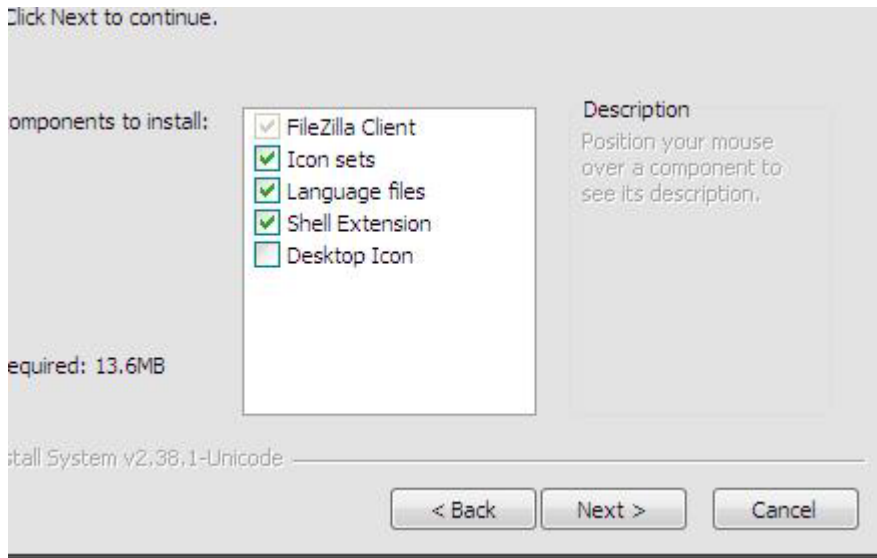 Click Next to continue.
omponents to install:
FileZilla Client
Icon sets
Language files
Shell Extension
Desktop Icon
Description
Position your mouse
over a component to
see its description.
equired: 13.6MB
stall System v2.38.1-Unicode
< Back
Next >
Cancel